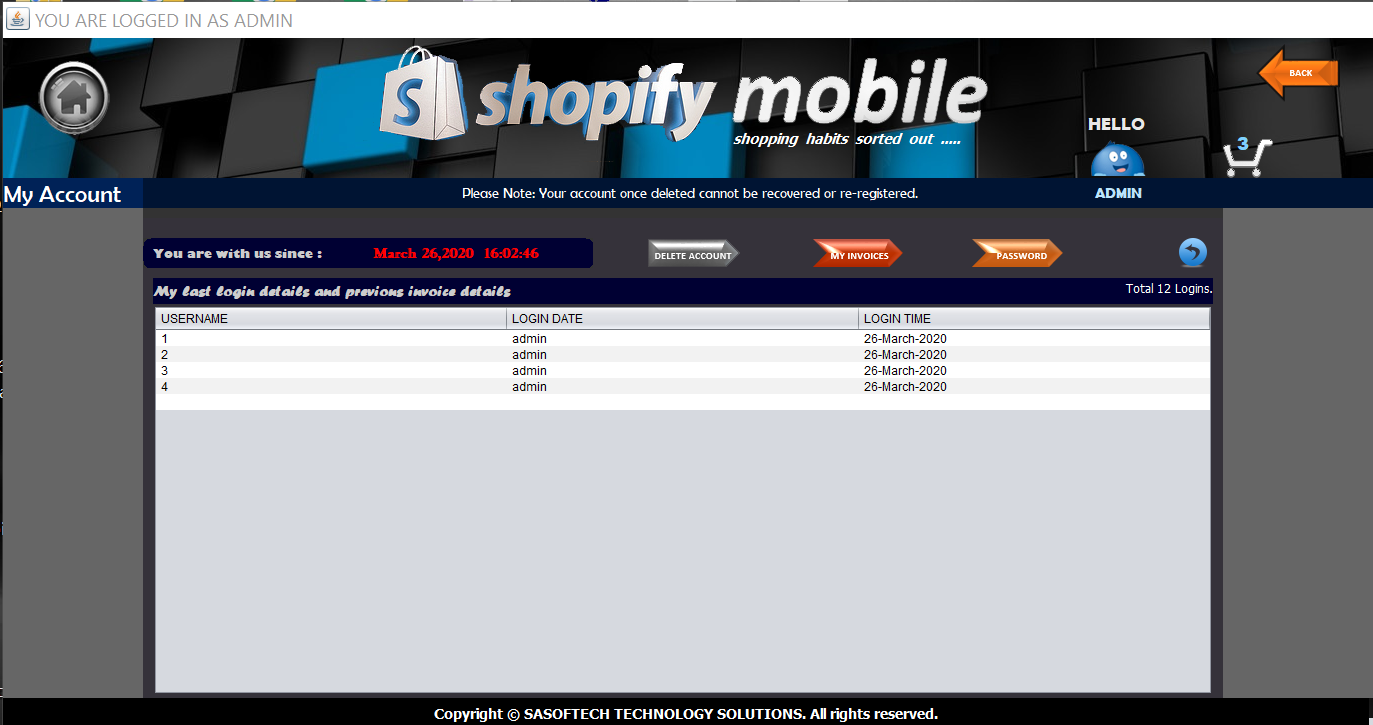 YOU ARE LOGGED IN AS ADMIN
S shopify mobile
shopping habits sorted out .....
BACK
HELLO
3
My Account
Please Note: Your account once deleted cannot be recovered or re-registered.
ADMIN
You are with us since : March 26,2020 16:02:46
DELETE ACCOUNT
MY INVOICES
PASSWORD
My last login details and previous invoice details
Total 12 Logins.
USERNAME LOGIN DATE LOGIN TIME
1 admin 26-March-2020
2 admin 26-March-2020
3 admin 26-March-2020
4 admin 26-March-2020
Copyright © SASOFTECH TECHNOLOGY SOLUTIONS. All rights reserved.